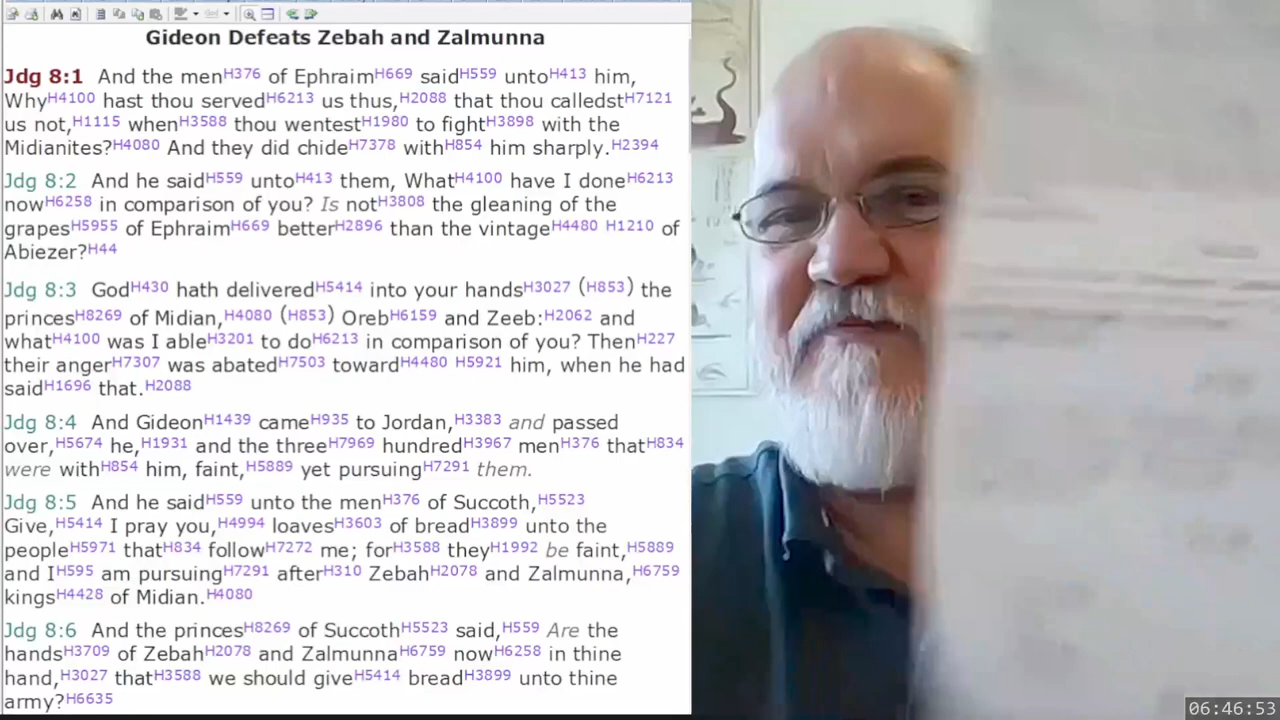 Gideon Defeats Zebah and Zalmunna
Jdg 8:1 And the menH376 of EphraimH669 saidH559 untoH413 him,
WhyH4100 hast thou servedH6213 us thus,H2088 that thou calledstH7121
us not,H1115 whenH3588 thou wentestH1980 to fightH3898 with the
Midianites?H4080 And they did chideH7378 withH854 him sharply.H2394
Jdg 8:2 And he saidH559 untoH413 them, WhatH4100 have I doneH6213
nowH6258 in comparison of you? Is notH3808 the gleaning of the
grapesH5955 of EphraimH669 betterH2896 than the vintageH4480 H1210 of
Abiezer?H44
Jdg 8:3 GodH430 hath deliveredH5414 into your handsH3027 (H853) the
princesH8269 of Midian,H4080 (H853) OrebH6159 and Zeeb:H2062 and
whatH4100 was I ableH3201 to doH6213 in comparison of you? ThenH227
their angerH7307 was abatedH7503 towardH4480 H5921 him, when he had
saidH1696 that.H2088
Jdg 8:4 And GideonH1439 cameH935 to Jordan,H3383 and passed
over,H5674 he,H1931 and the threeH7969 hundredH3967 menH376 thatH834
were withH854 him, faint,H5889 yet pursuingH7291 them.
Jdg 8:5 And he saidH559 unto the menH376 of Succoth,H5523
Give,H5414 I pray you,H4994 loavesH3603 of breadH3899 unto the
peopleH5971 thatH834 followH7272 me; forH3588 theyH1992 be faint,H5889
and IH595 am pursuingH7291 afterH310 ZebahH2078 and Zalmunna,H6759
kingsH4428 of Midian.H4080
Jdg 8:6 And the princesH8269 of SuccothH5523 said,H559 Are the
handsH3709 of ZebahH2078 and ZalmunnaH6759 nowH6258 in thine
hand,H3027 thatH3588 we should giveH5414 breadH3899 unto thine
army?H6635
06:46:53